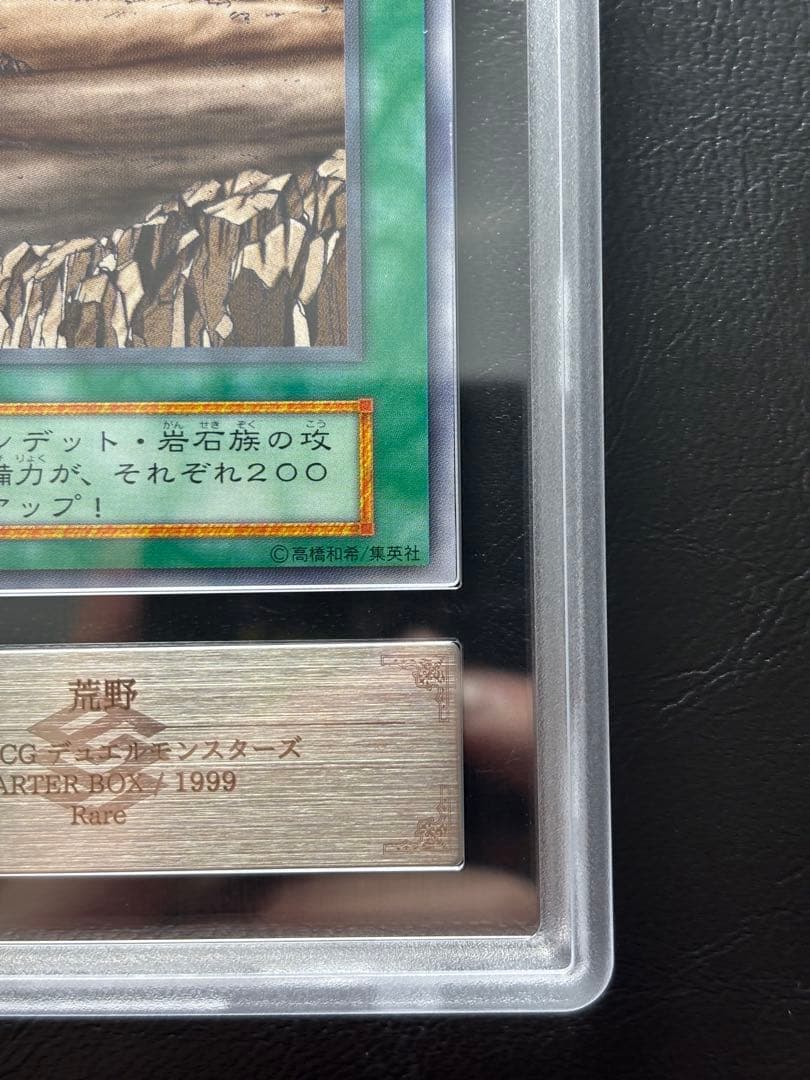 ンデット・岩石族の攻
備力が、それぞれ200
アップ!
©高橋和希/集英社
荒野
CG デュエルモンスターズ
ARTER BOX / 1999
Rare